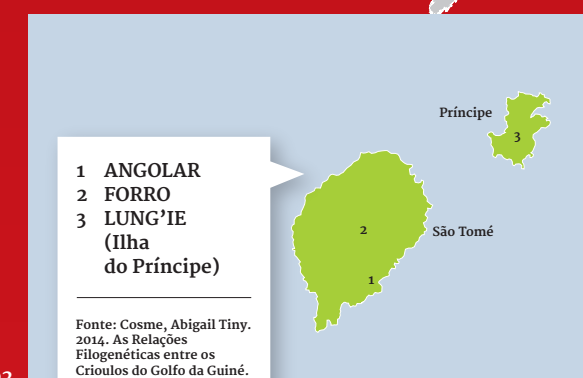 Príncipe
3
1 ANGOLAR
2 FORRO
3 LUNG’IE
(Ilha
do Príncipe)
2
São Tomé
1
Fonte: Cosme, Abigail Tiny.
2014. As Relações
Filogenéticas entre os
Crioulos do Golfo da Guiné.